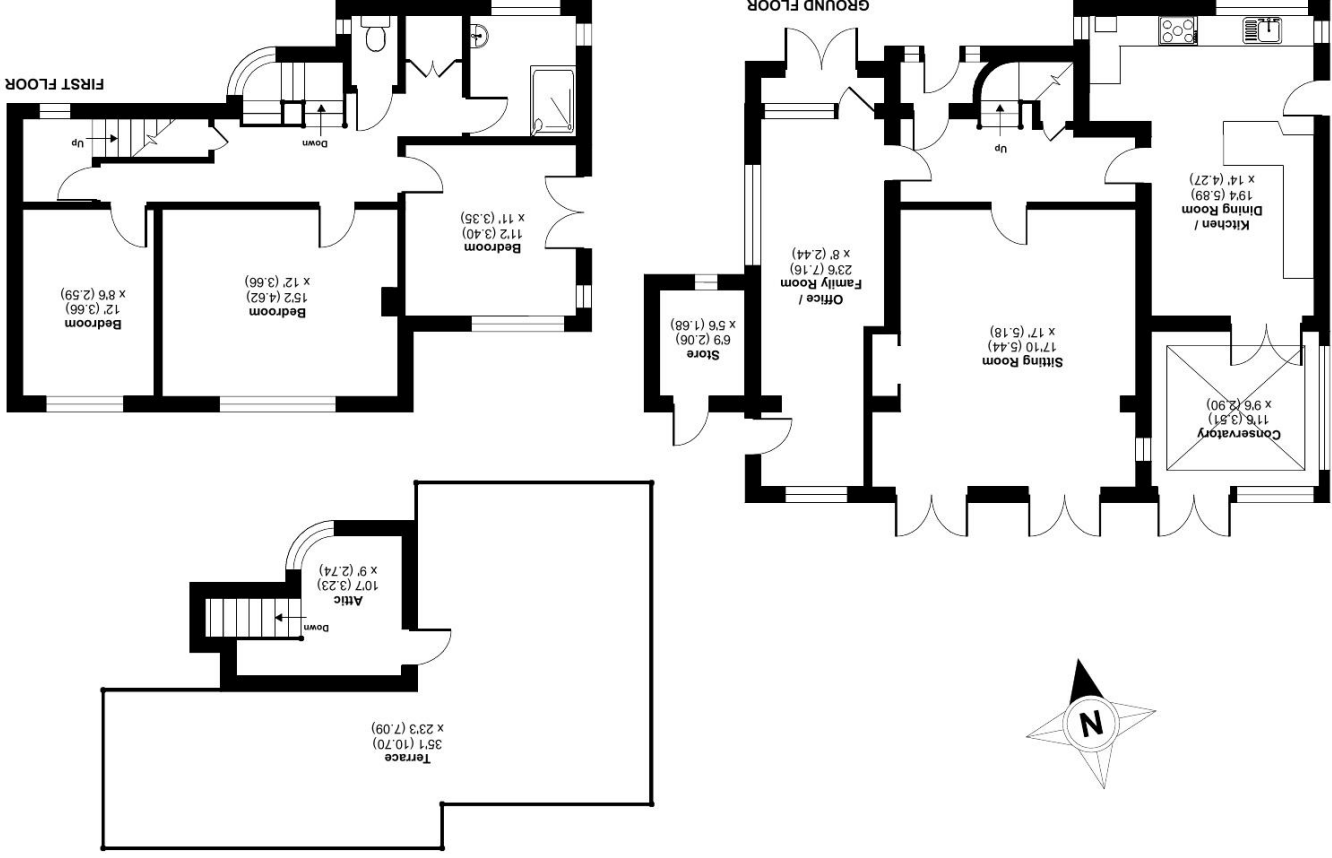 GROUND FLOOR
FIRST FLOOR
Up
Down
Up
Kitchen /
Dining Room
19'4 (5.89)
x 14' (4.27)
Bedroom
11'2 (3.40)
x 11' (3.35)
Office /
Family Room
23'6 (7.16)
x 8' (2.44)
Bedroom
15'2 (4.62)
x 12' (3.66)
Bedroom
12' (3.66)
x 8'6 (2.59)
Store
6'9 (2.06)
x 5'6 (1.68)
Sitting Room
17'10 (5.44)
x 17' (5.18)
Conservatory
11'6 (3.51)
x 9'6 (2.90)
Attic
10'7 (3.23)
x 9' (2.74)
Down
N
Terrace
35'1 (10.70)
x 23'3 (7.09)